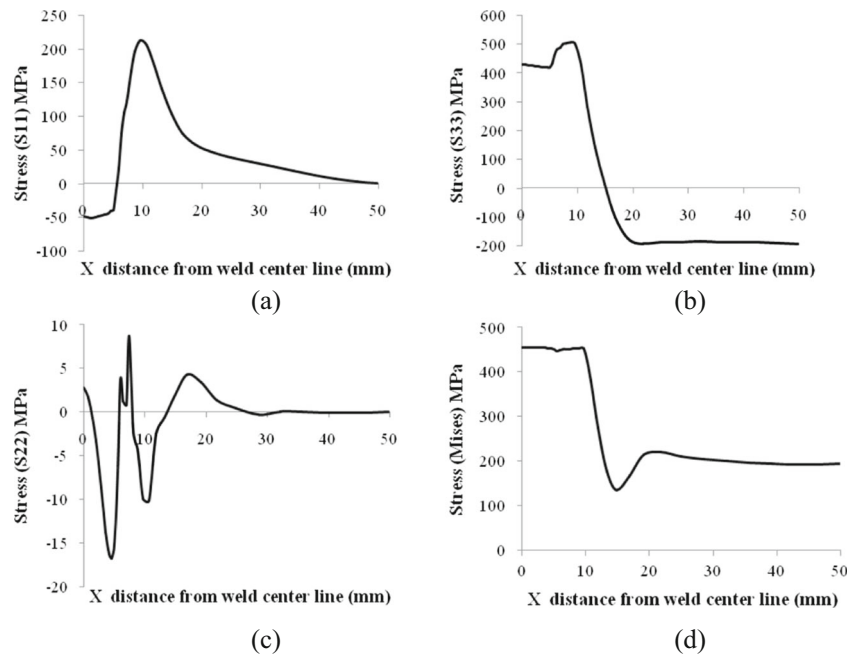 250
200
150
100
50
0
-50
-100
0 10 20 30 40 50
Stress (S11) MPa
X distance from weld center line (mm)
(a)
600
500
400
300
200
100
0
-100
-200
0 10 20 30 40 50
Stress (S33) MPa
X distance from weld center line (mm)
(b)
10
5
0
-5
-10
-15
-20
0 10 20 30 40 50
Stress (S22) MPa
X distance from weld center line (mm)
(c)
500
400
300
200
100
0
0 10 20 30 40 50
Stress (Mises) MPa
X distance from weld center line (mm)
(d)